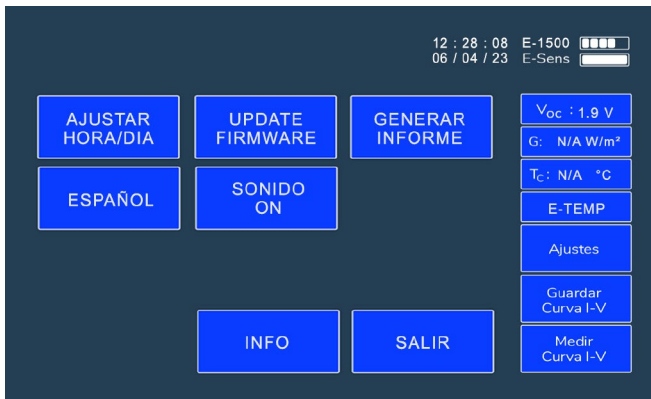 12 : 28 : 08 E-1500
06 / 04 / 23 E-Sens
AJUSTAR
HORA/DIA
UPDATE
FIRMWARE
GENERAR
INFORME
ESPAÑOL
SONIDO
ON
INFO
SALIR
Voc : 1.9 V
G: N/A W/m²
Tc: N/A °C
E-TEMP
Ajustes
Guardar
Curva I-V
Medir
Curva I-V